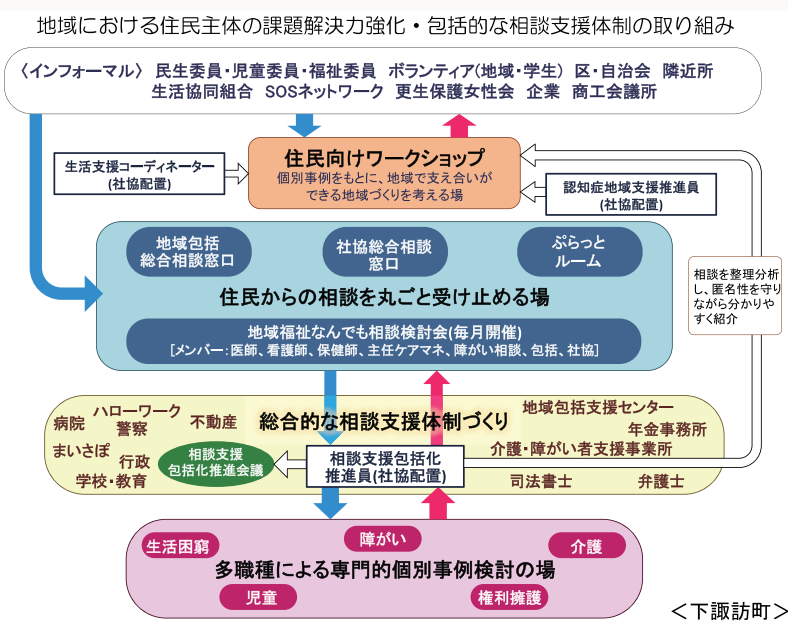 地域における住民主体の課題解決力強化・包括的な相談支援体制の取り組み
〈インフォーマル〉 民生委員・児童委員・福祉委員 ボランティア(地域・学生) 区・自治会 隣近所
生活協同組合 SOSネットワーク 更生保護女性会 企業 商工会議所
生活支援コーディネーター
(社協配置)
住民向けワークショップ
個別事例をもとに、地域で支え合いが
できる地域づくりを考える場
認知症地域支援推進員
(社協配置)
地域包括
総合相談窓口
社協総合相談
窓口
ぷらっと
ルーム
住民からの相談を丸ごと受け止める場
地域福祉なんでも相談検討会(毎月開催)
[メンバー：医師、看護師、保健師、主任ケアマネ、障がい相談、包括、社協]
相談を整理分析
し、匿名性を守り
ながら分かりや
すく紹介
総合的な相談支援体制づくり
病院
ハローワーク
警察
不動産
まいさぽ
行政
学校・教育
相談支援
包括化推進会議
相談支援包括化
推進員(社協配置)
地域包括支援センター
年金事務所
介護・障がい者支援事業所
司法書士
弁護士
生活困窮
障がい
介護
多職種による専門的個別事例検討の場
児童
権利擁護
＜下諏訪町＞